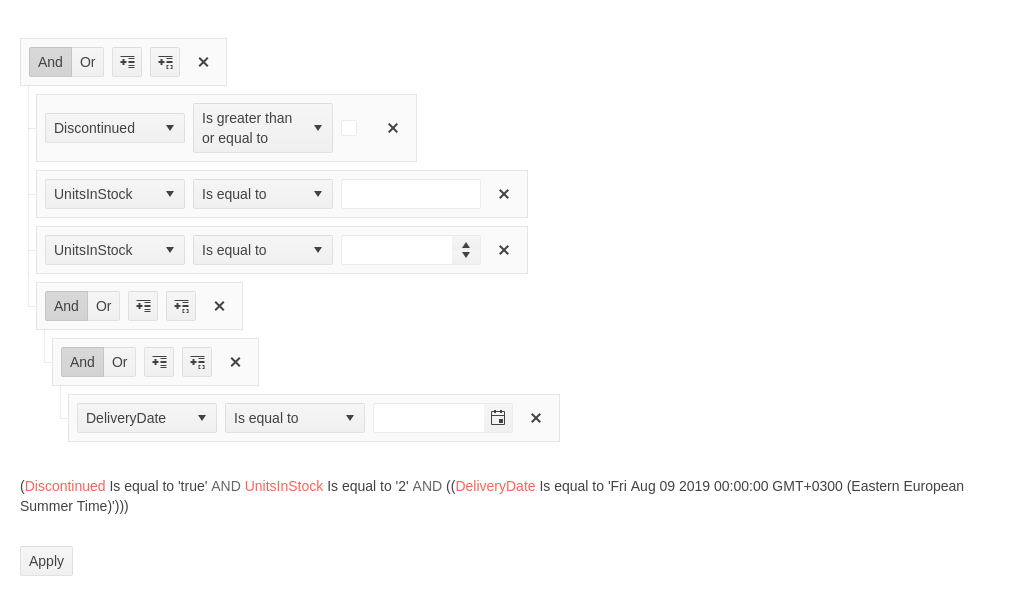 And Or
Discontinued Is greater than
or equal to
UnitsInStock Is equal to
UnitsInStock Is equal to
And Or
And Or
DeliveryDate Is equal to
(Discontinued Is equal to 'true' AND UnitsInStock Is equal to '2' AND ((DeliveryDate Is equal to 'Fri Aug 09 2019 00:00:00 GMT+0300 (Eastern European
Summer Time)')))
Apply